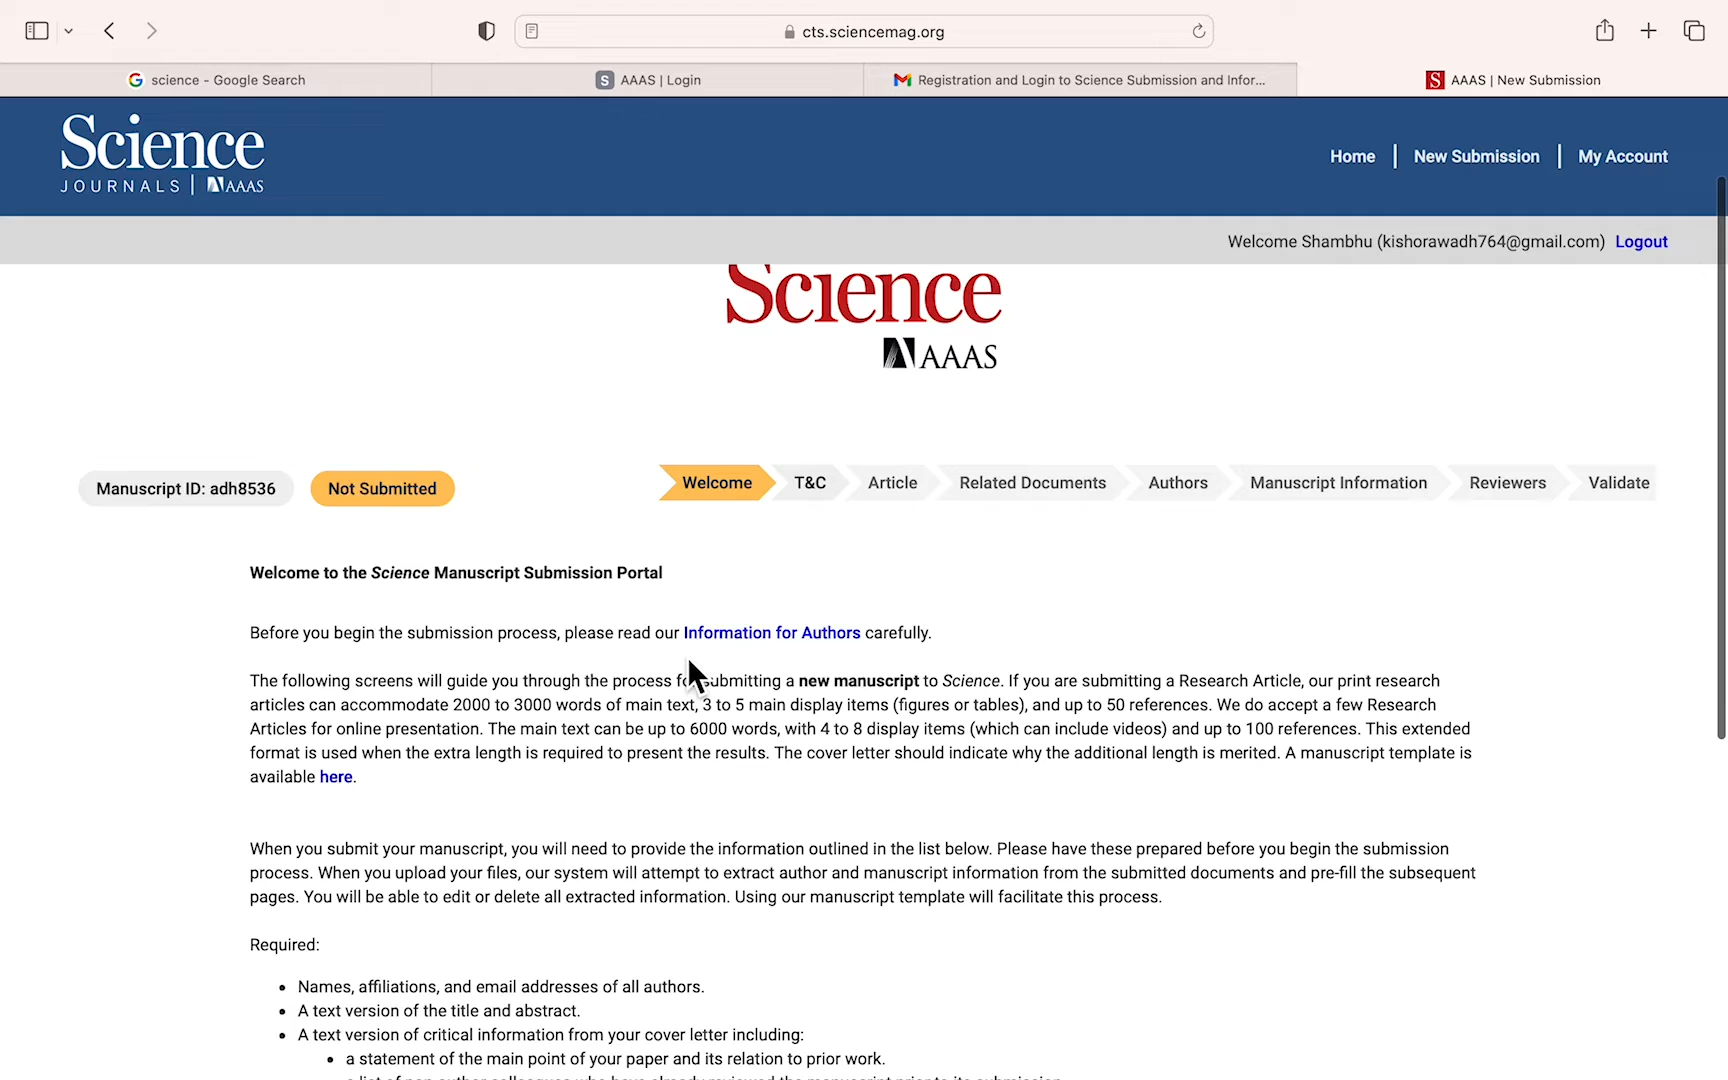 cts.sciencemag.org
science - Google Search
S AAAS | Login
Registration and Login to Science Submission and Infor...
S AAAS | New Submission
Science
JOURNALS | AAAS
Home | New Submission | My Account
Welcome Shambhu (kishorawadh764@gmail.com) Logout
Science
AAAS
Manuscript ID: adh8536
Not Submitted
Welcome T&C Article Related Documents Authors Manuscript Information Reviewers Validate
Welcome to the Science Manuscript Submission Portal
Before you begin the submission process, please read our Information for Authors carefully.
The following screens will guide you through the process for submitting a new manuscript to Science. If you are submitting a Research Article, our print research
articles can accommodate 2000 to 3000 words of main text, 3 to 5 main display items (figures or tables), and up to 50 references. We do accept a few Research
Articles for online presentation. The main text can be up to 6000 words, with 4 to 8 display items (which can include videos) and up to 100 references. This extended
format is used when the extra length is required to present the results. The cover letter should indicate why the additional length is merited. A manuscript template is
available here.
When you submit your manuscript, you will need to provide the information outlined in the list below. Please have these prepared before you begin the submission
process. When you upload your files, our system will attempt to extract author and manuscript information from the submitted documents and pre-fill the subsequent
pages. You will be able to edit or delete all extracted information. Using our manuscript template will facilitate this process.
Required:
• Names, affiliations, and email addresses of all authors.
• A text version of the title and abstract.
• A text version of critical information from your cover letter including:
• a statement of the main point of your paper and its relation to prior work.